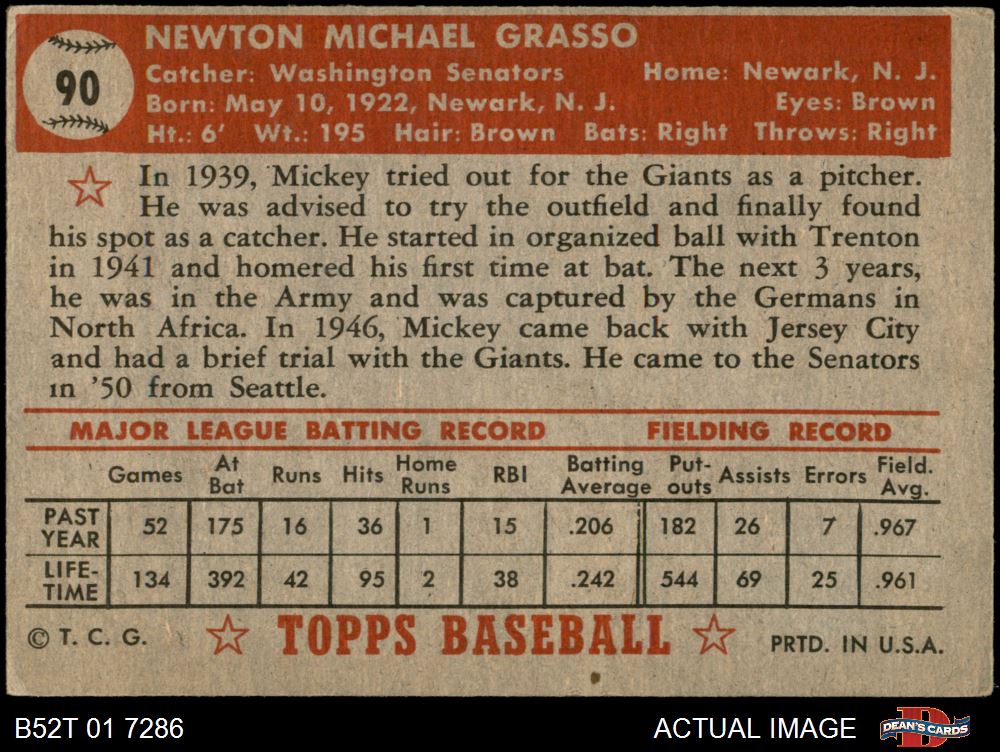 90
NEWTON MICHAEL GRASSO
Catcher: Washington Senators Home: Newark, N. J.
Born: May 10, 1922, Newark, N. J. Eyes: Brown
Ht.: 6' Wt.: 195 Hair: Brown Bats: Right Throws: Right
In 1939, Mickey tried out for the Giants as a pitcher.
He was advised to try the outfield and finally found
his spot as a catcher. He started in organized ball with Trenton
in 1941 and homered his first time at bat. The next 3 years,
he was in the Army and was captured by the Germans in
North Africa. In 1946, Mickey came back with Jersey City
and had a brief trial with the Giants. He came to the Senators
in '50 from Seattle.
MAJOR LEAGUE BATTING RECORD FIELDING RECORD
Games At Bat Runs Hits Home Runs RBI Batting Average Put-outs Assists Errors Field. Avg.
PAST YEAR 52 175 16 36 1 15 .206 182 26 7 .967
LIFE-TIME 134 392 42 95 2 38 .242 544 69 25 .961
© T. C. G. TOPPS BASEBALL PRTD. IN U.S.A.
B52T 01 7286 ACTUAL IMAGE DEAN'S CARDS